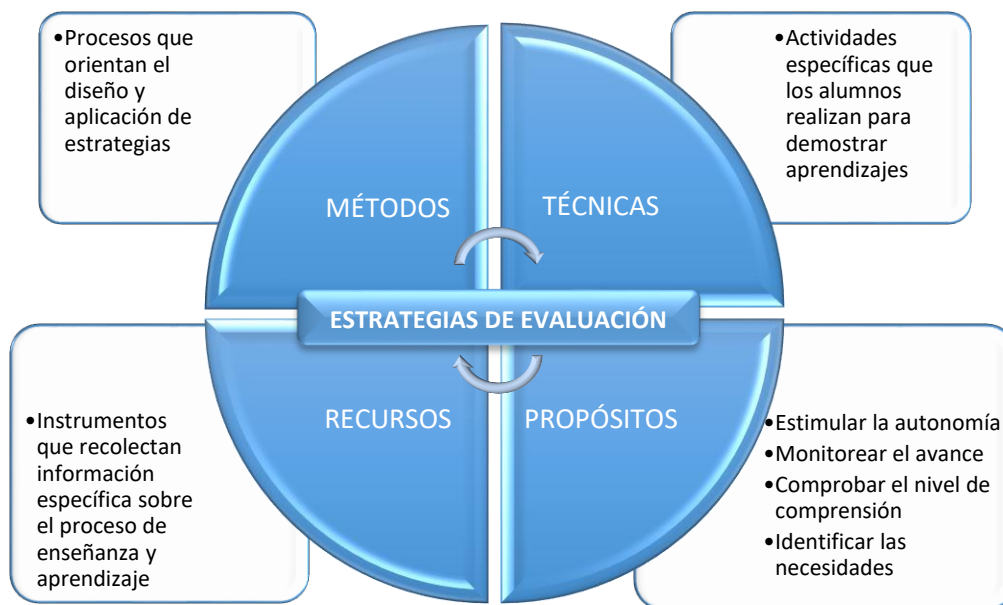 •Procesos que
orientan el
diseño y
aplicación de
estrategias
•Actividades
específicas que
los alumnos
realizan para
demostrar
aprendizajes
MÉTODOS
TÉCNICAS
ESTRATEGIAS DE EVALUACIÓN
RECURSOS
PROPÓSITOS
•Instrumentos
que recolectan
información
específica sobre
el proceso de
enseñanza y
aprendizaje
•Estimular la autonomía
•Monitorear el avance
•Comprobar el nivel de
comprensión
•Identificar las
necesidades